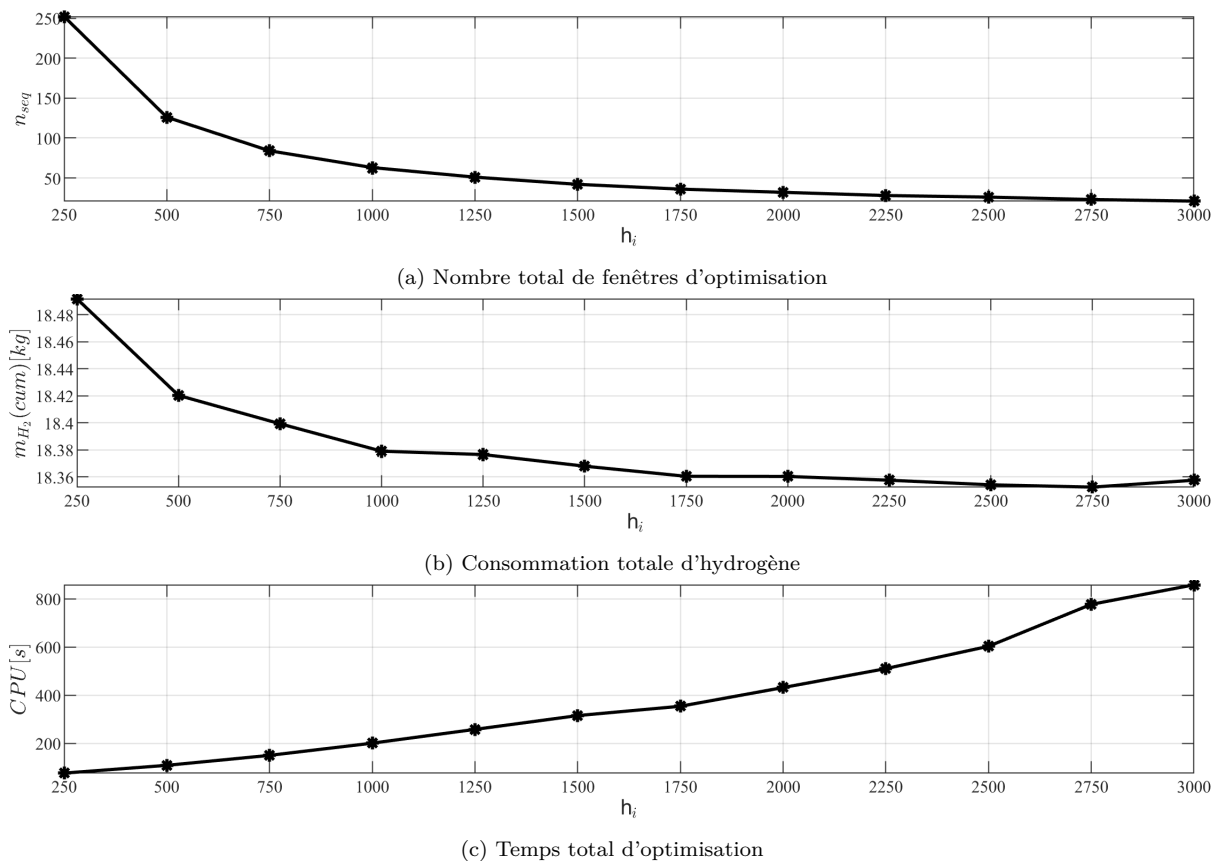 250
200
150
100
50
n_{seq}
250 500 750 1000 1250 1500 1750 2000 2250 2500 2750 3000
h_i
(a) Nombre total de fenêtres d'optimisation
18.48
18.46
18.44
18.42
18.4
18.38
18.36
m_{H_2}(cum)[kg]
250 500 750 1000 1250 1500 1750 2000 2250 2500 2750 3000
h_i
(b) Consommation totale d'hydrogène
800
600
400
200
CPU[s]
250 500 750 1000 1250 1500 1750 2000 2250 2500 2750 3000
h_i
(c) Temps total d'optimisation